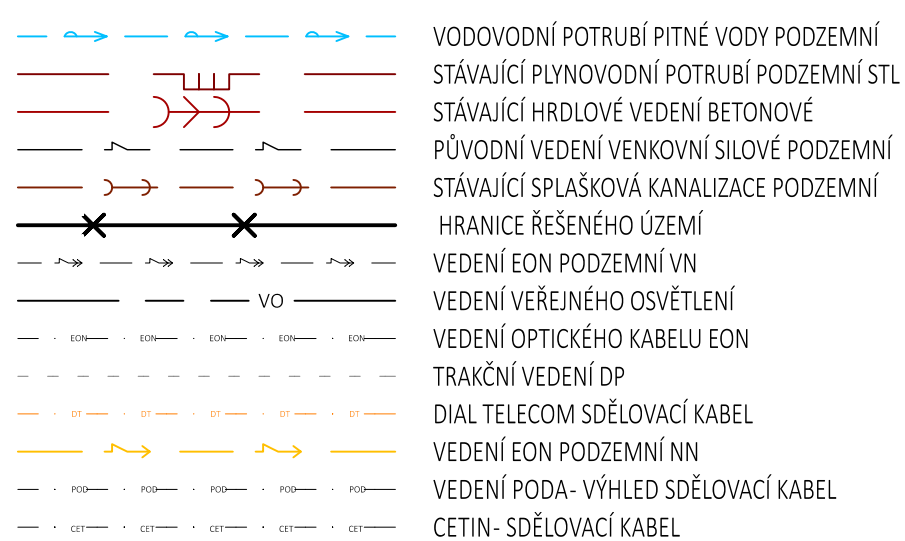 VODOVODNÍ POTRUBÍ PITNÉ VODY PODZEMNÍ
STÁVAJÍCÍ PLYNOVODNÍ POTRUBÍ PODZEMNÍ STL
STÁVAJÍCÍ HRDLOVÉ VEDENÍ BETONOVÉ
PŮVODNÍ VEDENÍ VENKOVNÍ SILOVÉ PODZEMNÍ
STÁVAJÍCÍ SPLAŠKOVÁ KANALIZACE PODZEMNÍ
HRANICE ŘEŠENÉHO ÚZEMÍ
VEDENÍ EON PODZEMNÍ VN
VO VEDENÍ VEŘEJNÉHO OSVĚTLENÍ
EON EON EON EON EON VEDENÍ OPTICKÉHO KABELU EON
TRAKČNÍ VEDENÍ DP
DT DT DT DT DT DIAL TELECOM SDĚLOVACÍ KABEL
VEDENÍ EON PODZEMNÍ NN
POD POD POD POD POD VEDENÍ PODA- VÝHLED SDĚLOVACÍ KABEL
CET CET CET CET CET CETIN- SDĚLOVACÍ KABEL